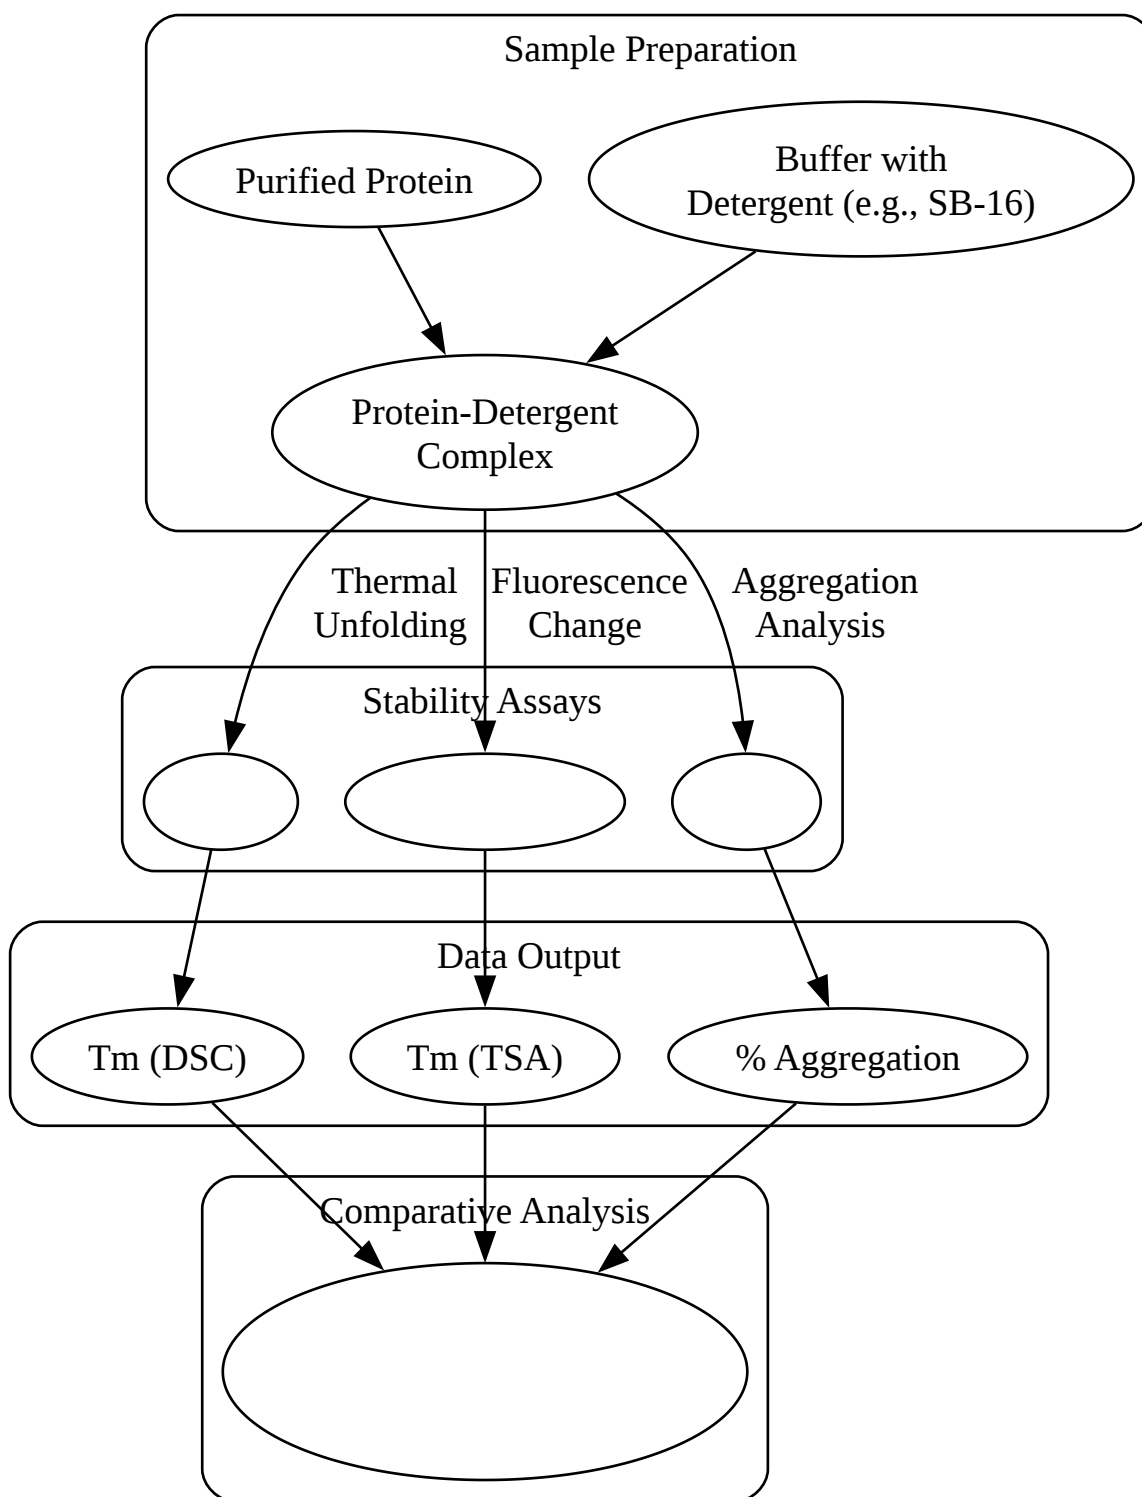 Sample Preparation
Purified Protein
Buffer with
Detergent (e.g., SB-16)
Protein-Detergent
Complex
Thermal
Unfolding
Fluorescence
Change
Aggregation
Analysis
Stability Assays
Data Output
Tm (DSC)
Tm (TSA)
% Aggregation
Comparative Analysis